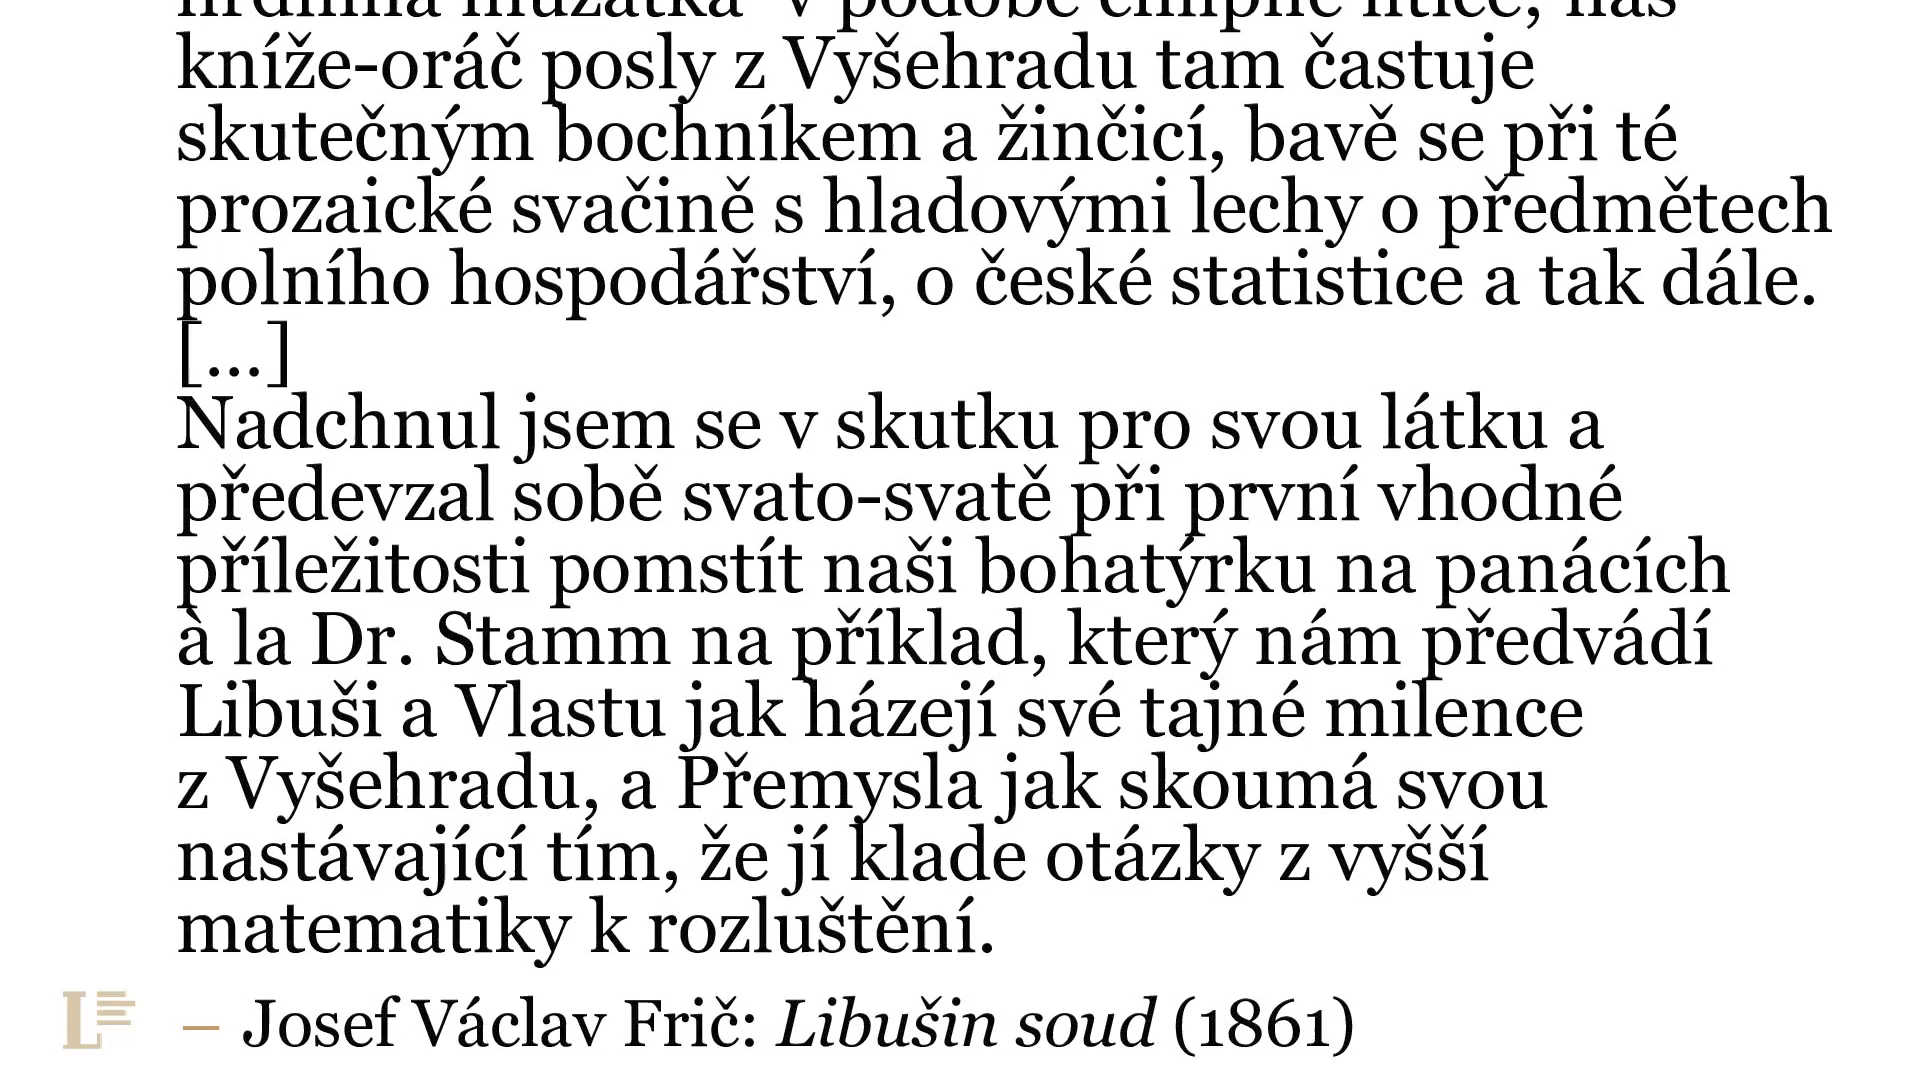 v podobě
kníže-oráč posly z Vyšehradu tam častuje
skutečným bochníkem a žinčicí, bavě se při té
prozaické svačině s hladovými lechy o předmětech
polního hospodářství, o české statistice a tak dále.
[...]
Nadchnul jsem se v skutku pro svou látku a
předevzal sobě svato-svatě při první vhodné
příležitosti pomstít naši bohatýrku na panácích
à la Dr. Stamm na příklad, který nám předvádí
Libuši a Vlastu jak házejí své tajné milence
z Vyšehradu, a Přemysla jak skoumá svou
nastávající tím, že jí klade otázky z vyšší
matematiky k rozluštění.
– Josef Václav Frič: Libušin soud (1861)